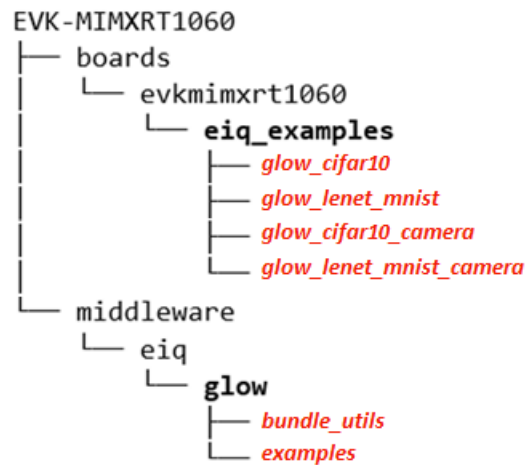 EVK-MIMXRT1060
boards
evkmimxrt1060
eiq_examples
glow_cifar10
glow_lenet_mnist
glow_cifar10_camera
glow_lenet_mnist_camera
middleware
eiq
glow
bundle_utils
examples